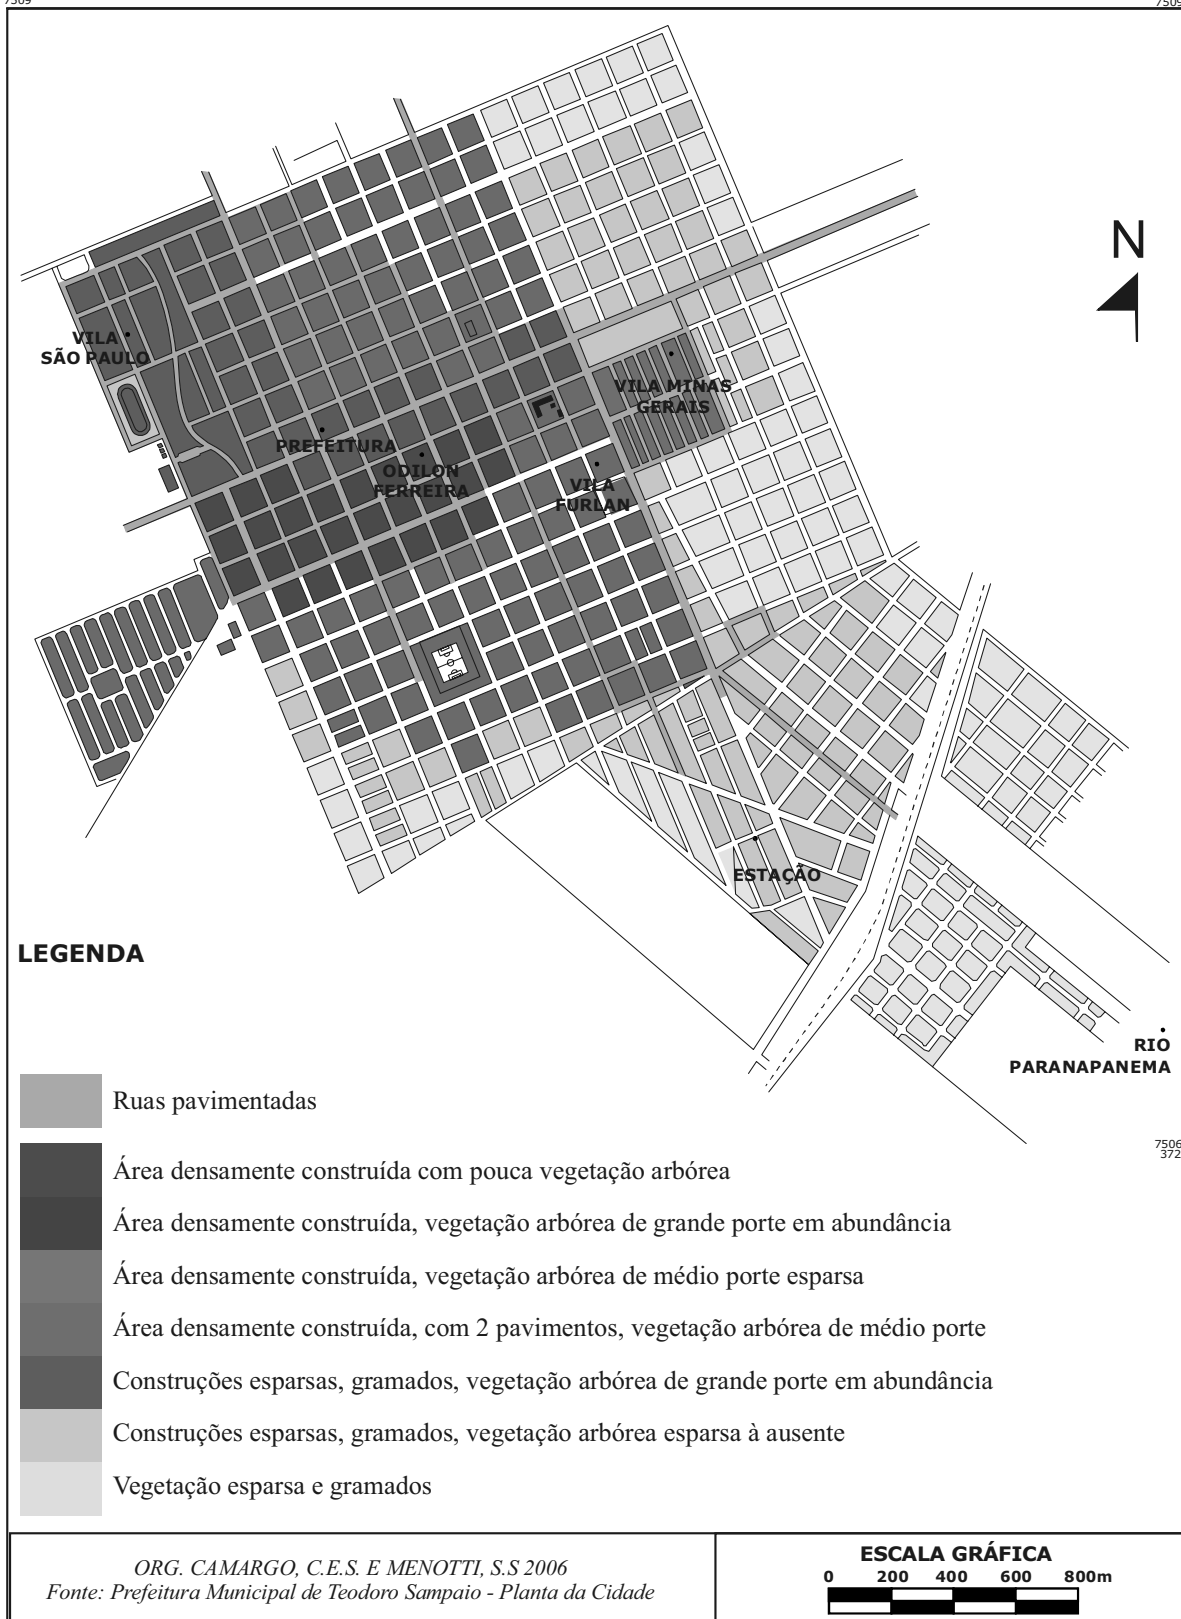 7509
7509
VILA
SÃO PAULO
VILA MINAS
GERAIS
PREFEITURA
ODILON
FERREIRA
VILA
FURLAN
ESTAÇÃO
N
RIO
PARANAPANEMA
7506
372
LEGENDA
Ruas pavimentadas
Área densamente construída com pouca vegetação arbórea
Área densamente construída, vegetação arbórea de grande porte em abundância
Área densamente construída, vegetação arbórea de médio porte esparsa
Área densamente construída, com 2 pavimentos, vegetação arbórea de médio porte
Construções esparsas, gramados, vegetação arbórea de grande porte em abundância
Construções esparsas, gramados, vegetação arbórea esparsa à ausente
Vegetação esparsa e gramados
ORG. CAMARGO, C.E.S. E MENOTTI, S.S 2006
Fonte: Prefeitura Municipal de Teodoro Sampaio - Planta da Cidade
ESCALA GRÁFICA
0 200 400 600 800m